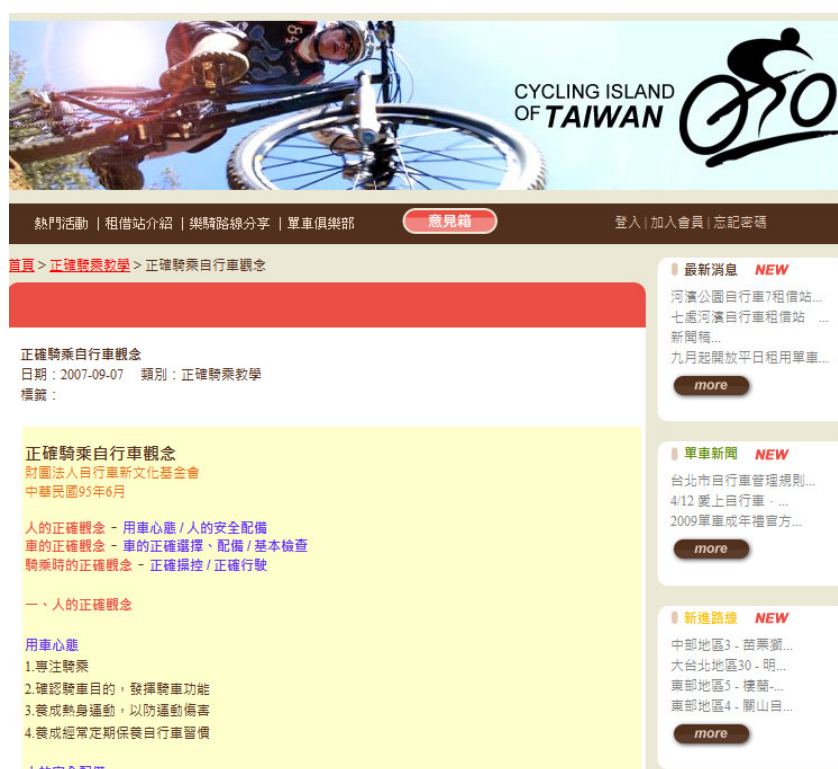 CYCLING ISLAND
OF TAIWAN
熱門活動 | 租借站介紹 | 樂騎路線分享 | 單車俱樂部
意見箱
登入 | 加入會員 | 忘記密碼
首頁 > 正確騎乘教學 > 正確騎乘自行車觀念
正確騎乘自行車觀念
日期 : 2007-09-07 類別 : 正確騎乘教學
標籤 :
正確騎乘自行車觀念
財團法人自行車新文化基金會
中華民國95年6月
人的正確觀念 - 用車心態 / 人的安全配備
車的正確觀念 - 車的正確選擇、配備 / 基本檢查
騎乘時的正確觀念 - 正確操控 / 正確行駛
一、人的正確觀念
用車心態
1.專注騎乘
2.確認騎車目的，發揮騎車功能
3.養成熱身運動，以防運動傷害
4.養成經常定期保養自行車習慣
最新消息 NEW
河濱公園自行車7租借站...
七處河濱自行車租借站 ...
新聞稿...
九月起開放平日租用單車...
more
單車新聞 NEW
台北市自行車管理規則...
4/12 愛上自行車 - ...
2009單車成年禮官方...
more
新進路線 NEW
中部地區3 - 苗栗獅...
大台北地區30 - 明...
東部地區5 - 棲蘭-...
東部地區4 - 關山自...
more